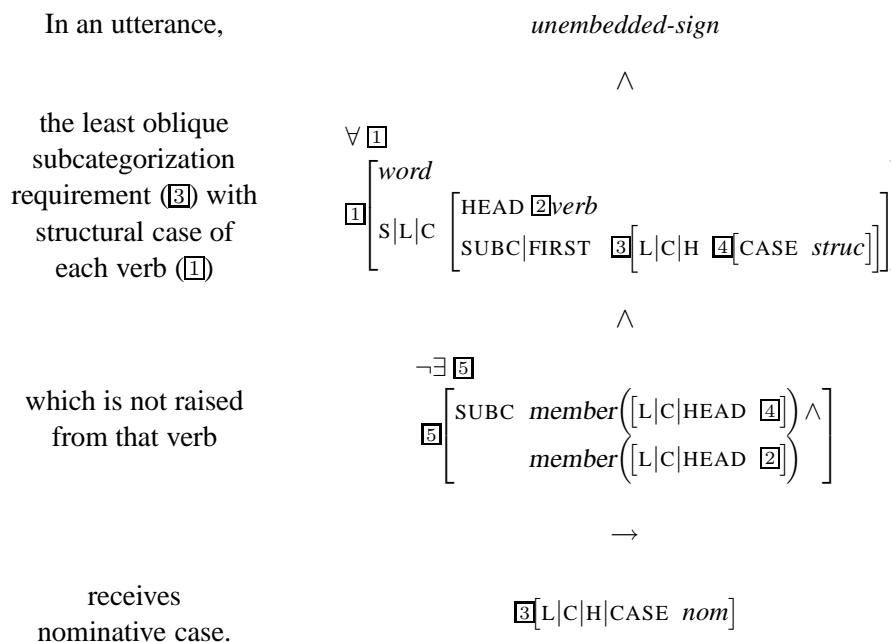 In an utterance, unembedded-sign
∧
the least oblique
subcategorization
requirement (3) with
structural case of
each verb (1)
∀ 1
1 [word
S|L|C [HEAD 2 verb
SUBC|FIRST 3[L|C|H 4[CASE struc]]]]
∧
which is not raised
from that verb
¬∃ 5
5 [SUBC member([L|C|HEAD 4]) ∧
member([L|C|HEAD 2])]
→
receives
nominative case.
3[L|C|H|CASE nom]